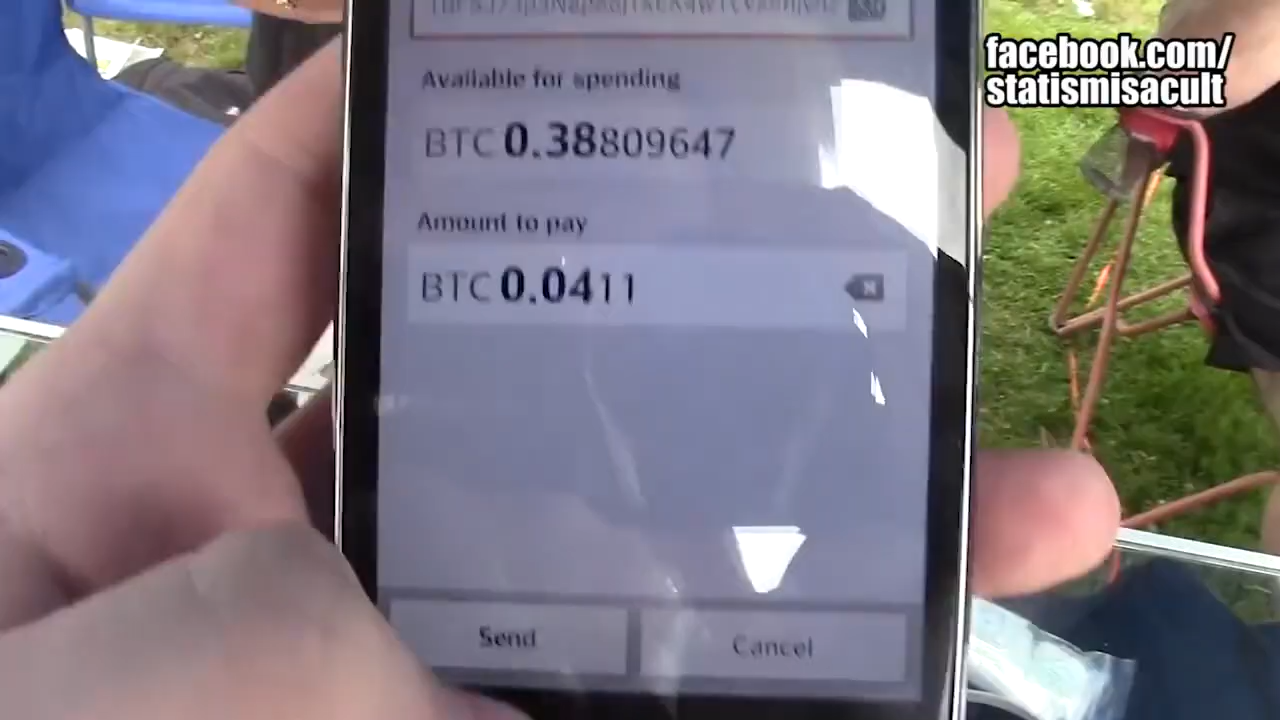 facebook.com/
statismisacult
Available for spending
BTC 0.38809647
Amount to pay
BTC 0.0411
Send
Cancel